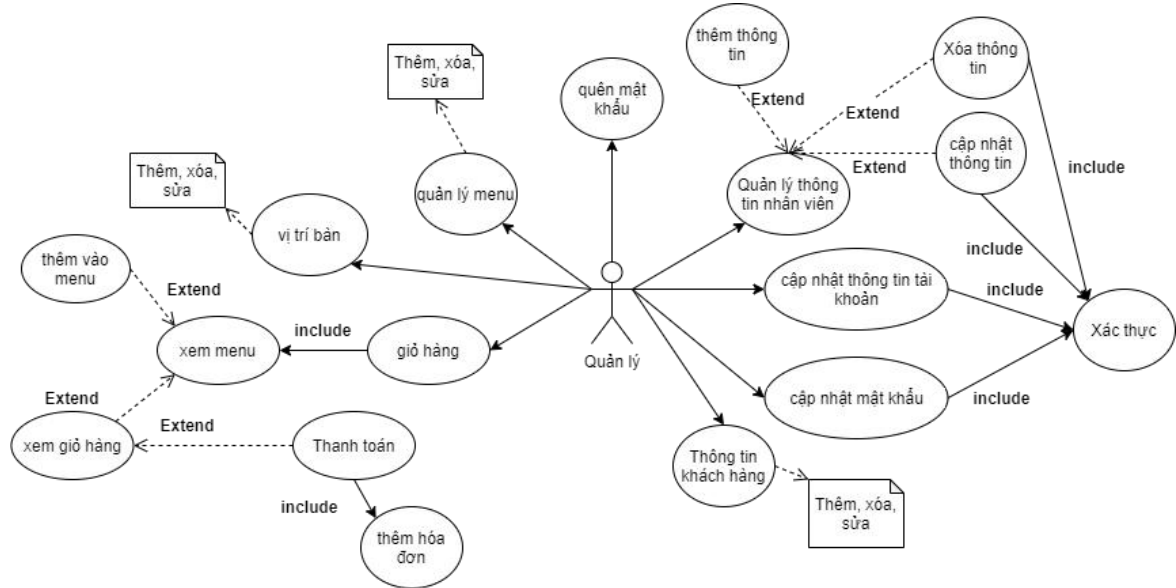 Thêm, xóa,
sửa
quên mật
khẩu
thêm thông
tin
Xóa thông
tin
Extend
Extend
cập nhật
thông tin
Extend
include
Thêm, xóa,
sửa
quản lý menu
Quản lý thông
tin nhân viên
vị trí bàn
thêm vào
menu
Extend
include
cập nhật thông tin tài
khoản
include
include
xem menu
giỏ hàng
Quản lý
Xác thực
Extend
cập nhật mật khẩu
include
xem giỏ hàng
Extend
Thanh toán
Thông tin
khách hàng
include
Thêm, xóa,
sửa
thêm hóa
đơn